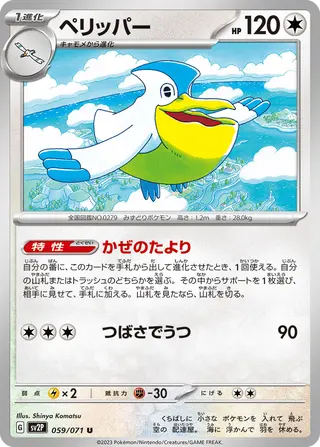 1進化 ペリッパー HP120
キャモメから進化
全国図鑑NO.0279 みずどりポケモン 高さ:1.2m 重さ:28.0kg
特性 とくせい かぜのたより
自分の番に、このカードを手札から出して進化させたとき、1回使える。自分
の山札またはトラッシュのどちらかを選ぶ。その中からサポートを1枚選び、
相手に見せて、手札に加える。山札を見たなら、山札を切る。
つばさでうつ 90
弱点 ×2 抵抗力 -30 にげる
Illus. Shinya Komatsu
G SV2P 059/071 U
くちばしに 小さな ポケモンや
空の 配達屋。海に 浮かんで 羽を 休める。
©2023 Pokémon/Nintendo/Creatures/GAME FREAK.